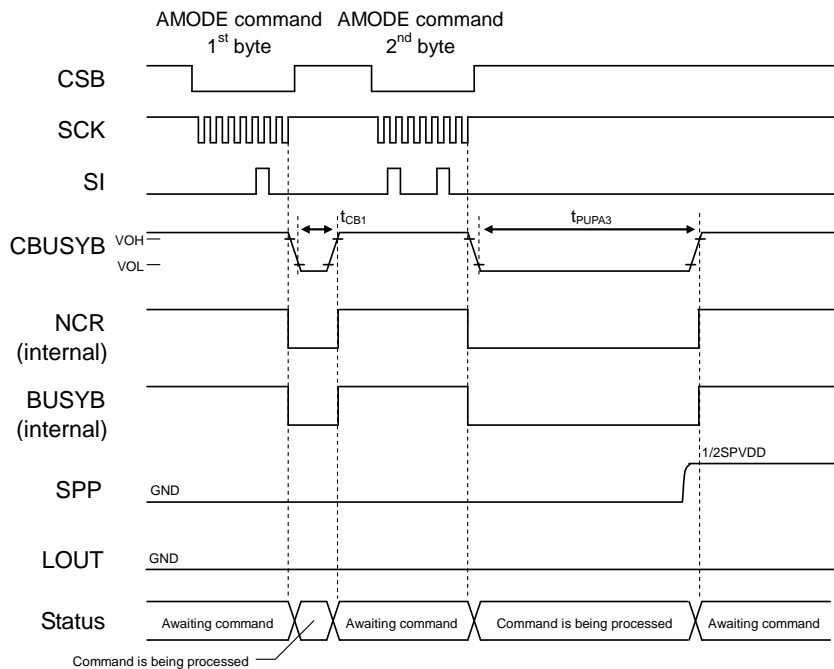 AMODE command
1st byte
AMODE command
2nd byte
CSB
SCK
SI
tCB1
tPUPA3
CBUSYB
VOH
VOL
NCR
(internal)
BUSYB
(internal)
1/2SPVDD
SPP
GND
LOUT
GND
Status
Awaiting command
Awaiting command
Command is being processed
Awaiting command
Command is being processed